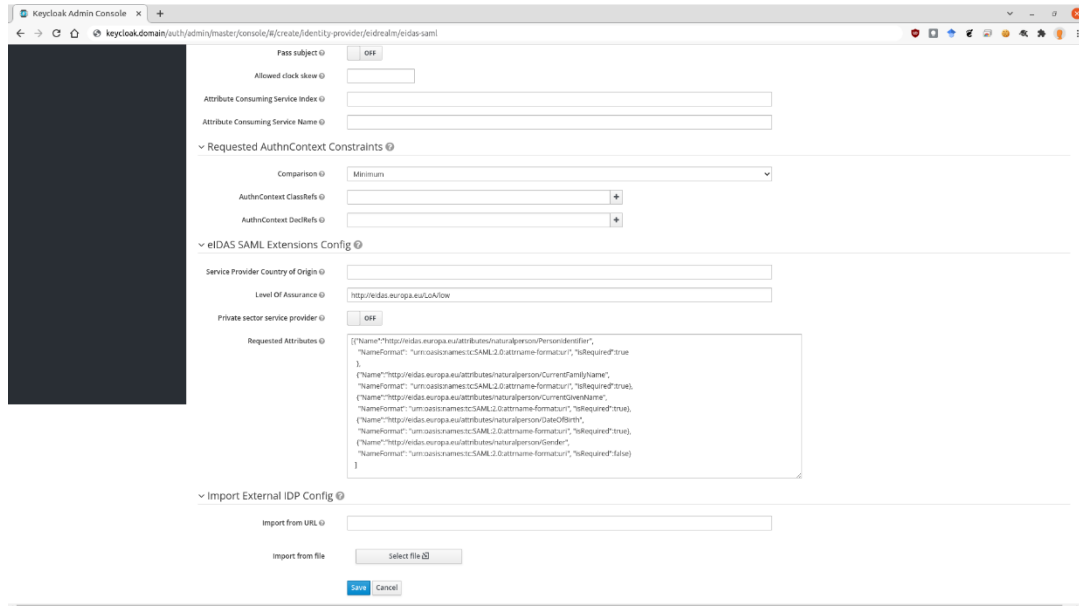 Keycloak Admin Console
keycloak.domain/auth/admin/master/console/#/create/identity-provider/eidrealm/eidas-saml
Pass subject OFF
Allowed clock skew
Attribute Consuming Service Index
Attribute Consuming Service Name
Requested AuthnContext Constraints
Comparison Minimum
AuthnContext ClassRefs +
AuthnContext DeclRefs +
eIDAS SAML Extensions Config
Service Provider Country of Origin
Level Of Assurance http://eidas.europa.eu/LoA/low
Private sector service provider OFF
Requested Attributes [{"Name":"http://eidas.europa.eu/attributes/naturalperson/PersonIdentifier",
"NameFormat": "urn:oasis:names:tc:SAML:2.0:attrname-format:uri", "isRequired":true
},
{"Name":"http://eidas.europa.eu/attributes/naturalperson/CurrentFamilyName",
"NameFormat": "urn:oasis:names:tc:SAML:2.0:attrname-format:uri", "isRequired":true},
{"Name":"http://eidas.europa.eu/attributes/naturalperson/CurrentGivenName",
"NameFormat": "urn:oasis:names:tc:SAML:2.0:attrname-format:uri", "isRequired":true},
{"Name":"http://eidas.europa.eu/attributes/naturalperson/DateOfBirth",
"NameFormat": "urn:oasis:names:tc:SAML:2.0:attrname-format:uri", "isRequired":true},
{"Name":"http://eidas.europa.eu/attributes/naturalperson/Gender",
"NameFormat": "urn:oasis:names:tc:SAML:2.0:attrname-format:uri", "isRequired":false}
]
Import External IDP Config
Import from URL
Import from file Select file
Save Cancel